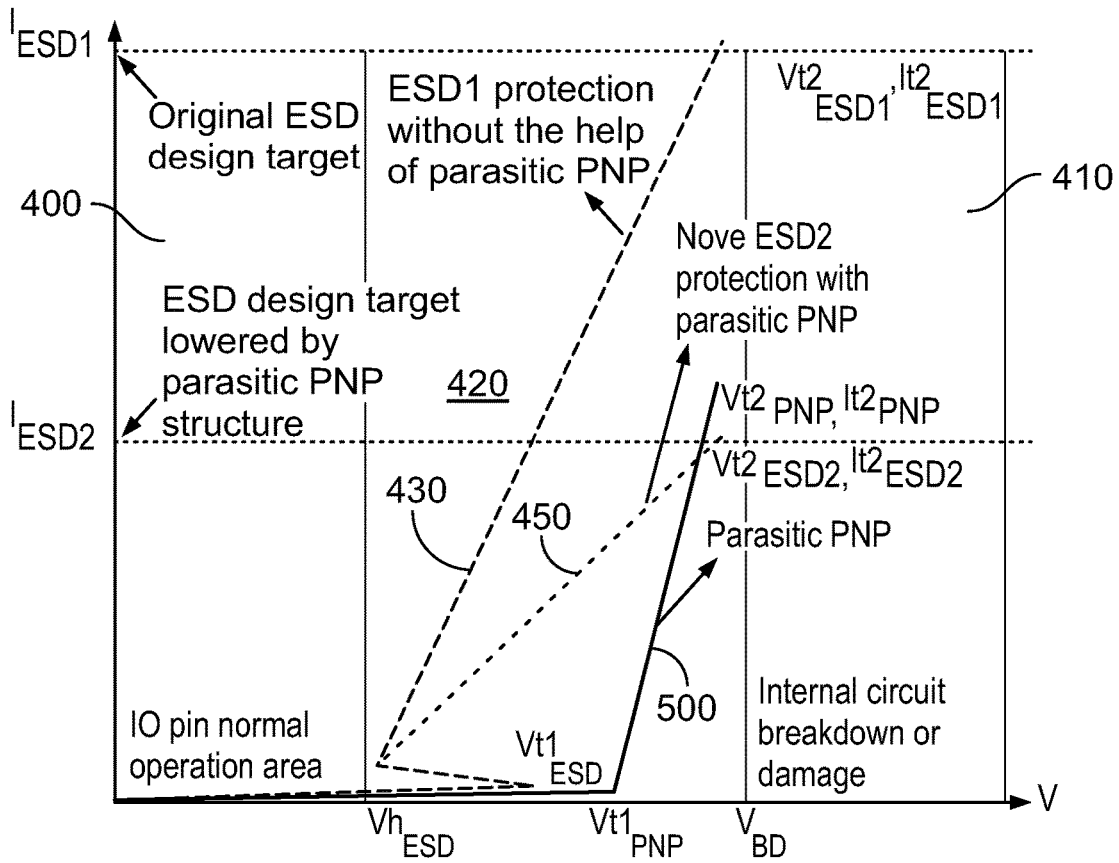 I ESD1
Original ESD
design target
400
ESD1 protection
without the help
of parasitic PNP
Vt2 ESD1, It2 ESD1
410
Nove ESD2
protection with
parasitic PNP
ESD design target
lowered by
parasitic PNP
structure
420
I ESD2
Vt2 PNP, It2 PNP
Vt2 ESD2, It2 ESD2
430
450
Parasitic PNP
500
IO pin normal
operation area
Vt1 ESD
Internal circuit
breakdown or
damage
V
Vh ESD
Vt1 PNP
V BD